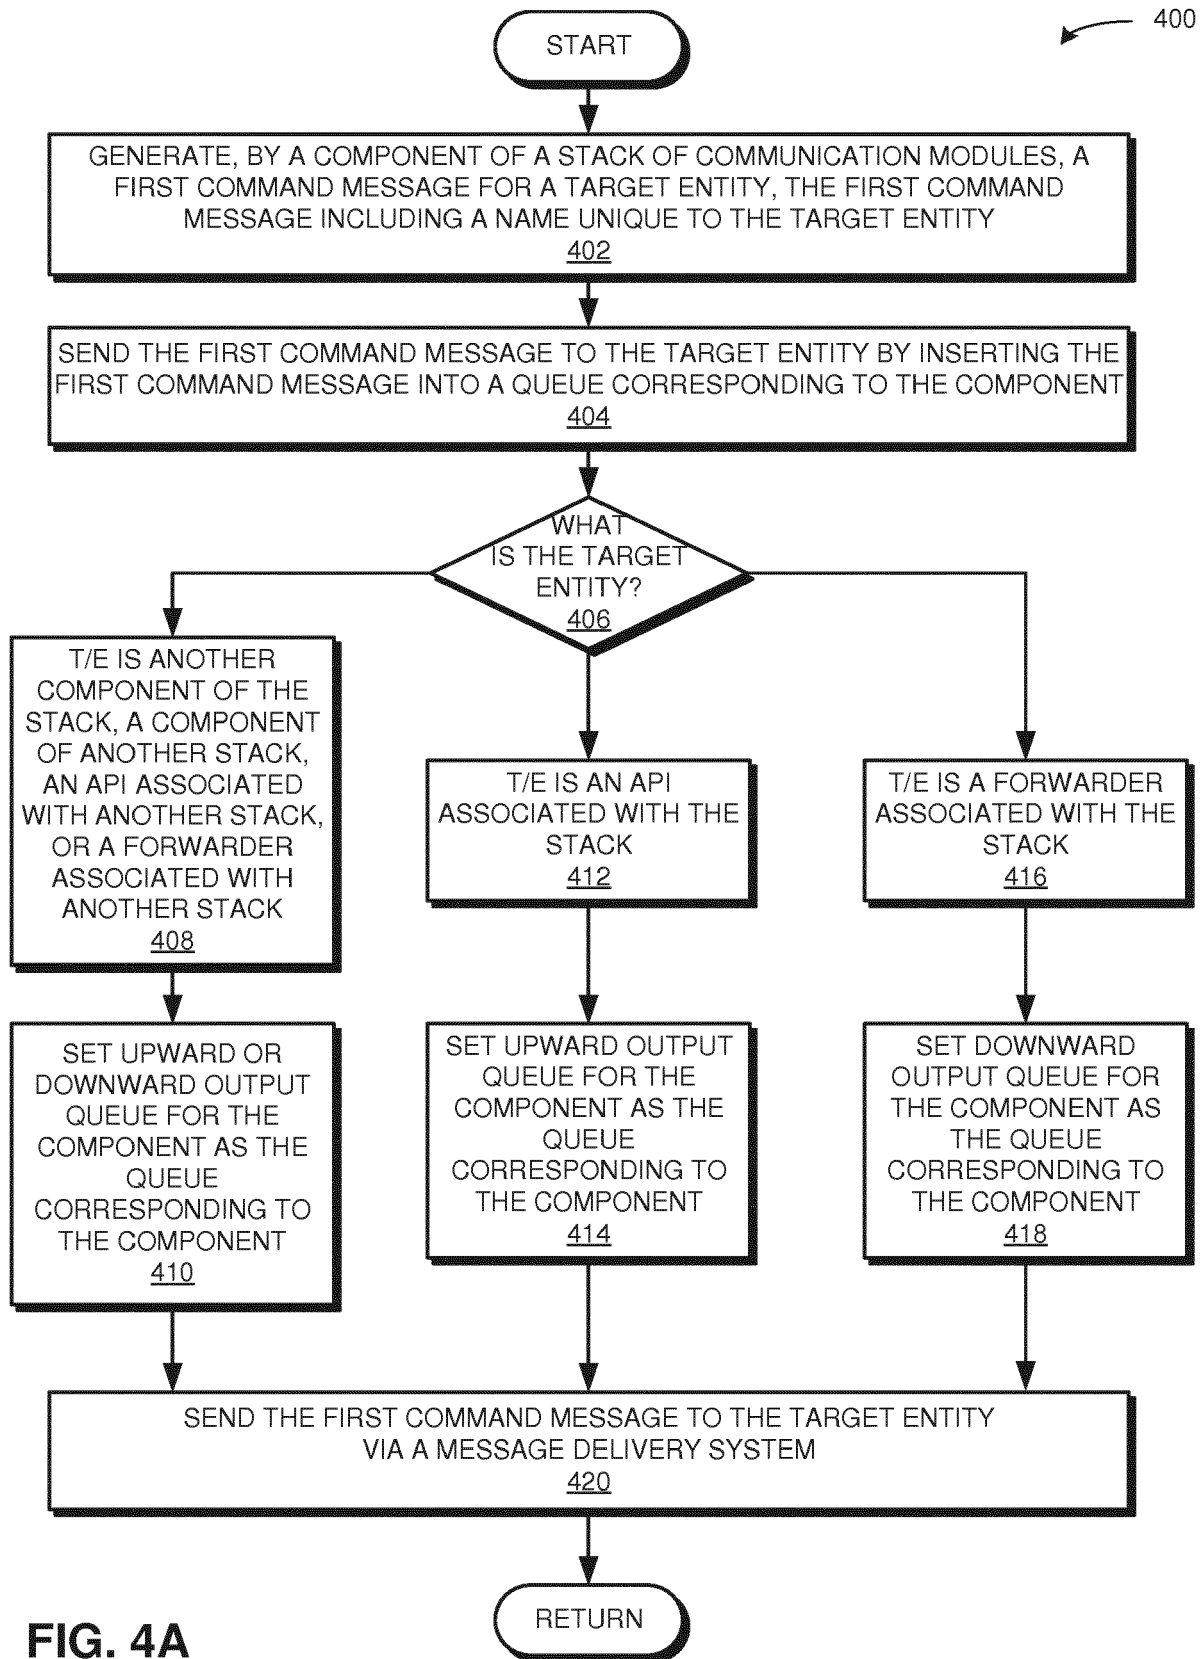 400
START
GENERATE, BY A COMPONENT OF A STACK OF COMMUNICATION MODULES, A
FIRST COMMAND MESSAGE FOR A TARGET ENTITY, THE FIRST COMMAND
MESSAGE INCLUDING A NAME UNIQUE TO THE TARGET ENTITY
402
SEND THE FIRST COMMAND MESSAGE TO THE TARGET ENTITY BY INSERTING THE
FIRST COMMAND MESSAGE INTO A QUEUE CORRESPONDING TO THE COMPONENT
404
WHAT
IS THE TARGET
ENTITY?
406
T/E IS ANOTHER
COMPONENT OF THE
STACK, A COMPONENT
OF ANOTHER STACK,
AN API ASSOCIATED
WITH ANOTHER STACK,
OR A FORWARDER
ASSOCIATED WITH
ANOTHER STACK
408
T/E IS AN API
ASSOCIATED WITH THE
STACK
412
T/E IS A FORWARDER
ASSOCIATED WITH THE
STACK
416
SET UPWARD OR
DOWNWARD OUTPUT
QUEUE FOR THE
COMPONENT AS THE
QUEUE
CORRESPONDING TO
THE COMPONENT
410
SET UPWARD OUTPUT
QUEUE FOR THE
COMPONENT AS THE
QUEUE
CORRESPONDING TO
THE COMPONENT
414
SET DOWNWARD
OUTPUT QUEUE FOR
THE COMPONENT AS
THE QUEUE
CORRESPONDING TO
THE COMPONENT
418
SEND THE FIRST COMMAND MESSAGE TO THE TARGET ENTITY
VIA A MESSAGE DELIVERY SYSTEM
420
RETURN
FIG. 4A